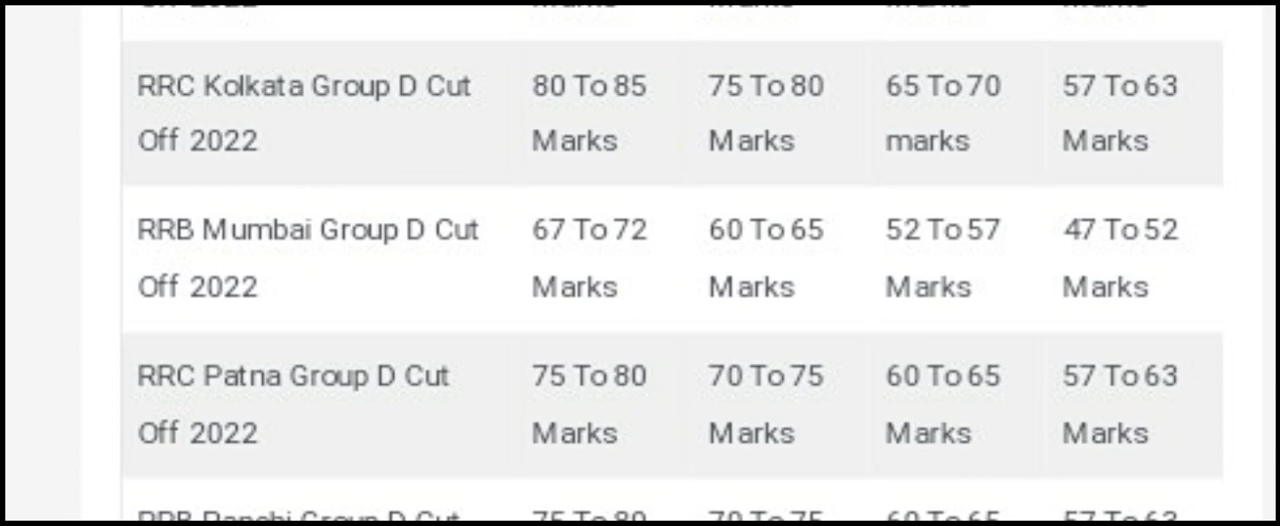 RRC Kolkata Group D Cut 80 To 85 75 To 80 65 To 70 57 To 63
Off 2022 Marks Marks marks Marks
RRB Mumbai Group D Cut 67 To 72 60 To 65 52 To 57 47 To 52
Off 2022 Marks Marks Marks Marks
RRC Patna Group D Cut 75 To 80 70 To 75 60 To 65 57 To 63
Off 2022 Marks Marks Marks Marks